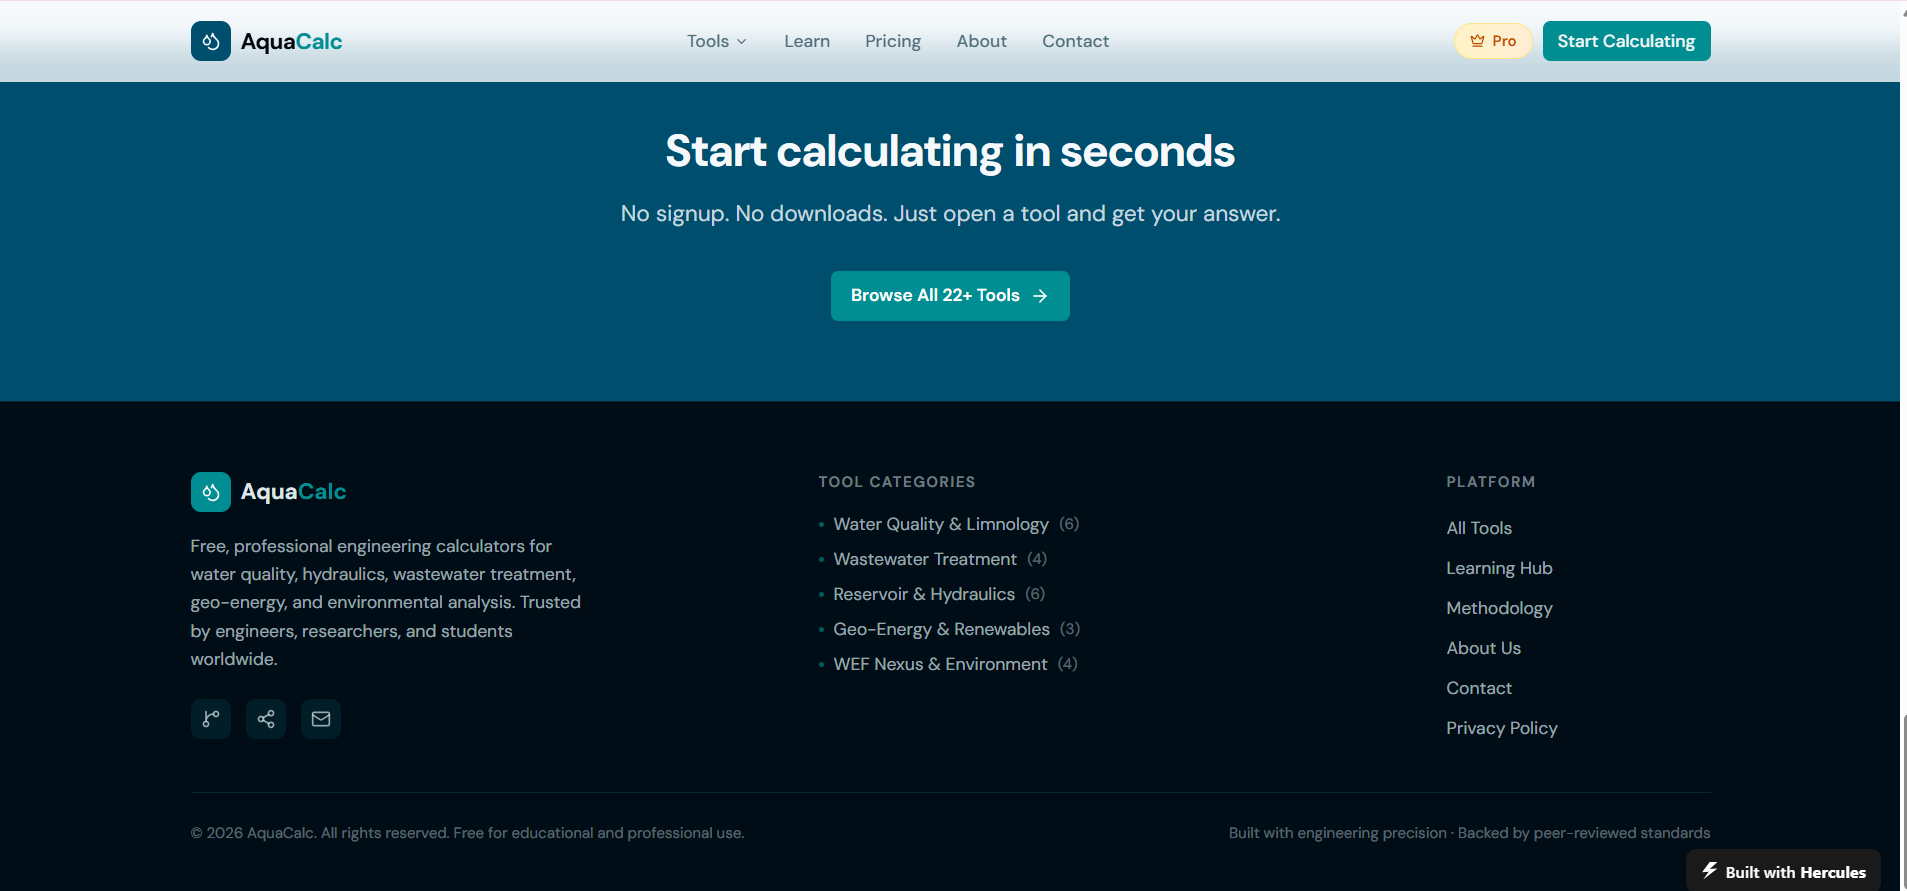 AquaCalc
Tools
Learn
Pricing
About
Contact
Pro
Start Calculating
Start calculating in seconds
No signup. No downloads. Just open a tool and get your answer.
Browse All 22+ Tools
AquaCalc
Free, professional engineering calculators for
water quality, hydraulics, wastewater treatment,
geo-energy, and environmental analysis. Trusted
by engineers, researchers, and students
worldwide.
TOOL CATEGORIES
• Water Quality & Limnology (6)
• Wastewater Treatment (4)
• Reservoir & Hydraulics (6)
• Geo-Energy & Renewables (3)
• WEF Nexus & Environment (4)
PLATFORM
All Tools
Learning Hub
Methodology
About Us
Contact
Privacy Policy
© 2026 AquaCalc. All rights reserved. Free for educational and professional use.
Built with engineering precision · Backed by peer-reviewed standards
Built with Hercules